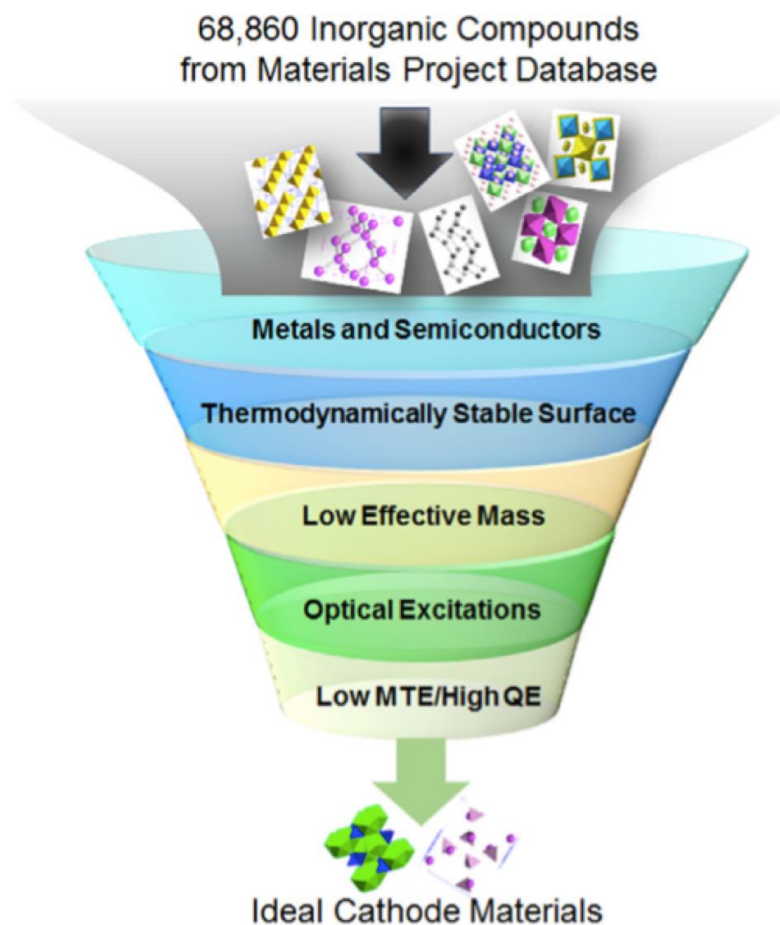 68,860 Inorganic Compounds
from Materials Project Database
Metals and Semiconductors
Thermodynamically Stable Surface
Low Effective Mass
Optical Excitations
Low MTE/High QE
Ideal Cathode Materials